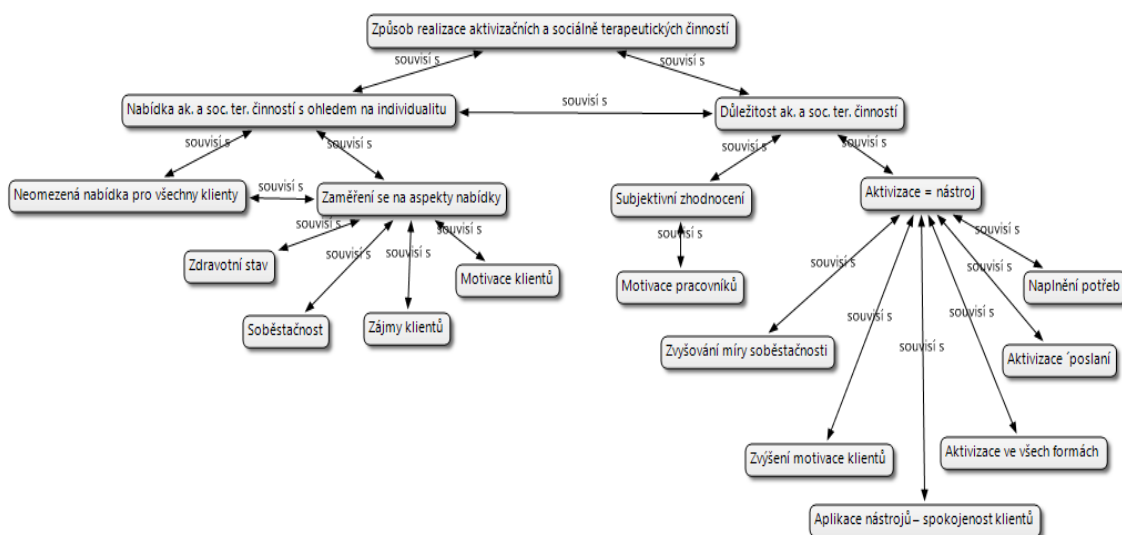 Způsob realizace aktivizačních a sociálně terapeutických činností
souvisí s
souvisí s
Nabídka ak. a soc. ter. činností s ohledem na individualitu
souvisí s
Důležitost ak. a soc. ter. činností
souvisí s
souvisí s
souvisí s
souvisí s
Neomezená nabídka pro všechny klienty
souvisí s
Zaměření se na aspekty nabídky
Subjektivní zhodnocení
Aktivizace = nástroj
souvisí s
souvisí s
souvisí s
souvisí s
souvisí s
souvisí s
Zdravotní stav
Motivace klientů
Motivace pracovníků
souvisí s
souvisí s
Naplnění potřeb
Soběstačnost
Zájmy klientů
souvisí s
souvisí s
souvisí s
Zvyšování míry soběstačnosti
Aktivizace ´poslaní
Zvýšení motivace klientů
Aktivizace ve všech formách
Aplikace nástrojů – spokojenost klientů